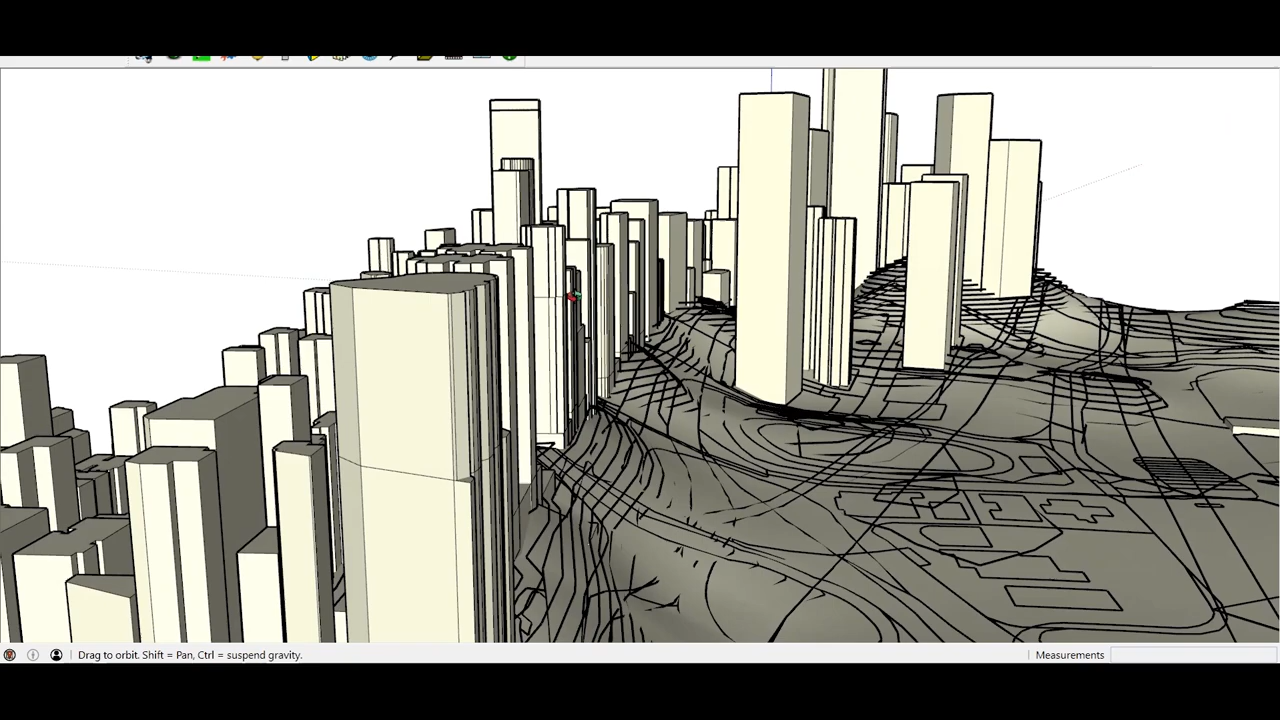 Drag to orbit. Shift = Pan, Ctrl = suspend gravity.
Measurements